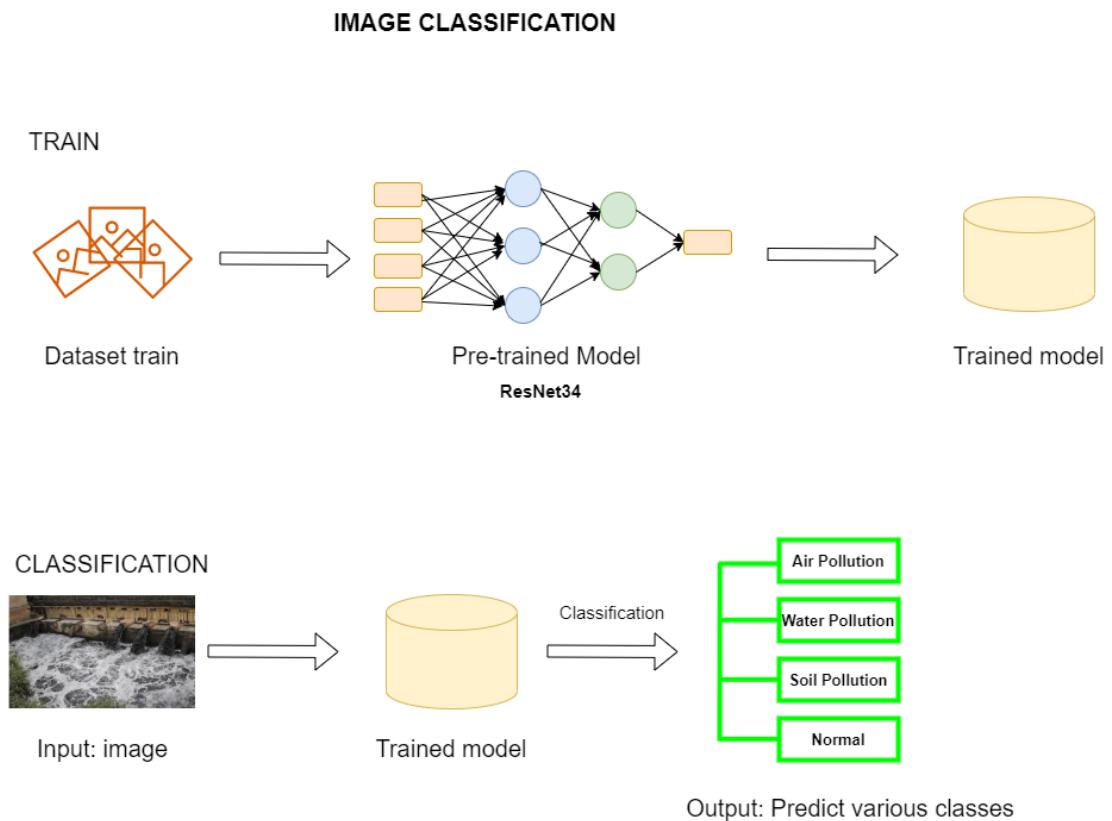 IMAGE CLASSIFICATION
TRAIN
Dataset train
Pre-trained Model
ResNet34
Trained model
CLASSIFICATION
Input: image
Trained model
Classification
Air Pollution
Water Pollution
Soil Pollution
Normal
Output: Predict various classes